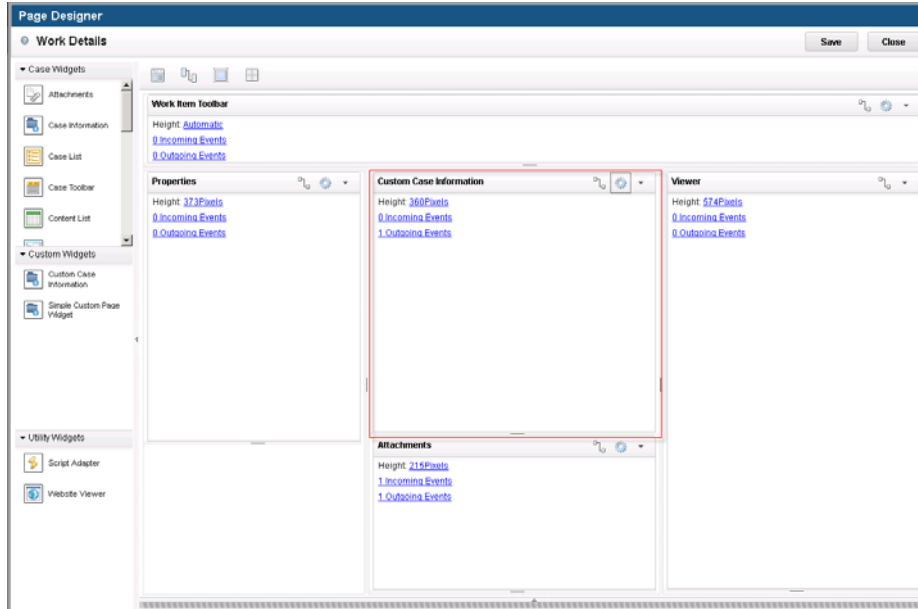 Page Designer
Work Details
Save
Close
Case Widgets
Attachments
Case Information
Case List
Case Toolbar
Content List
Custom Widgets
Custom Case
Information
Simple Custom Page
Widget
Utility Widgets
Script Adapter
Website Viewer
Work Item Toolbar
Height: Automatic
0 Incoming Events
0 Outgoing Events
Properties
Height: 373Pixels
0 Incoming Events
0 Outgoing Events
Custom Case Information
Height: 360Pixels
0 Incoming Events
1 Outgoing Events
Attachments
Height: 215Pixels
1 Incoming Events
1 Outgoing Events
Viewer
Height: 574Pixels
0 Incoming Events
0 Outgoing Events